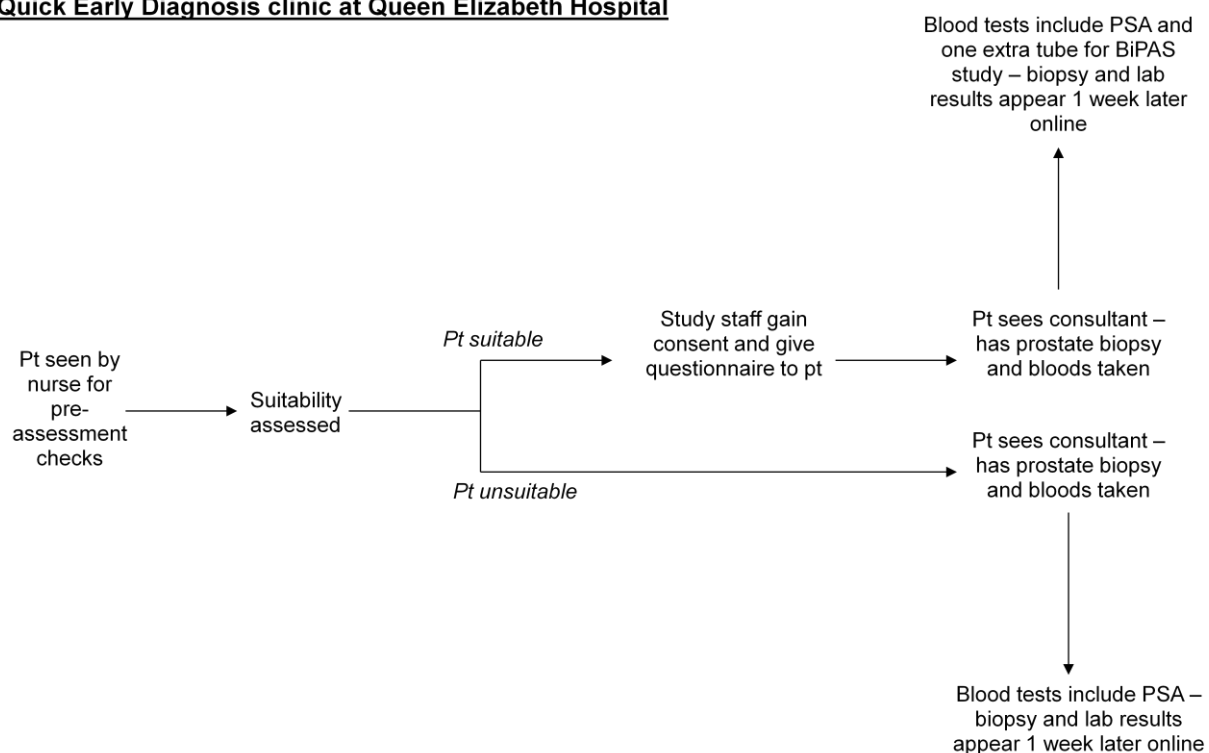 Quick Early Diagnosis clinic at Queen Elizabeth Hospital
Blood tests include PSA and
one extra tube for BiPAS
study – biopsy and lab
results appear 1 week later
online
Pt seen by
nurse for
pre-
assessment
checks
Suitability
assessed
Pt suitable
Study staff gain
consent and give
questionnaire to pt
Pt sees consultant –
has prostate biopsy
and bloods taken
Pt unsuitable
Pt sees consultant –
has prostate biopsy
and bloods taken
Blood tests include PSA –
biopsy and lab results
appear 1 week later online